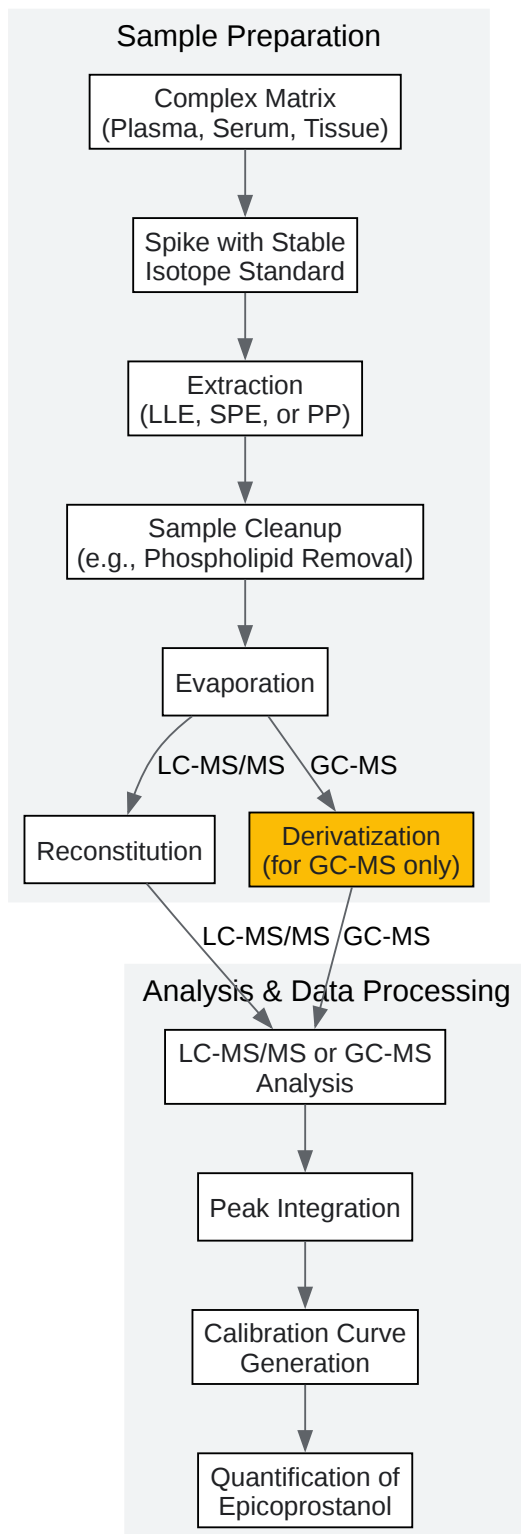 Sample Preparation
Complex Matrix
(Plasma, Serum, Tissue)
Spike with Stable
Isotope Standard
Extraction
(LLE, SPE, or PP)
Sample Cleanup
(e.g., Phospholipid Removal)
Evaporation
LC-MS/MS
GC-MS
Reconstitution
Derivatization
(for GC-MS only)
LC-MS/MS
GC-MS
Analysis & Data Processing
LC-MS/MS or GC-MS
Analysis
Peak Integration
Calibration Curve
Generation
Quantification of
Epicoprostanol